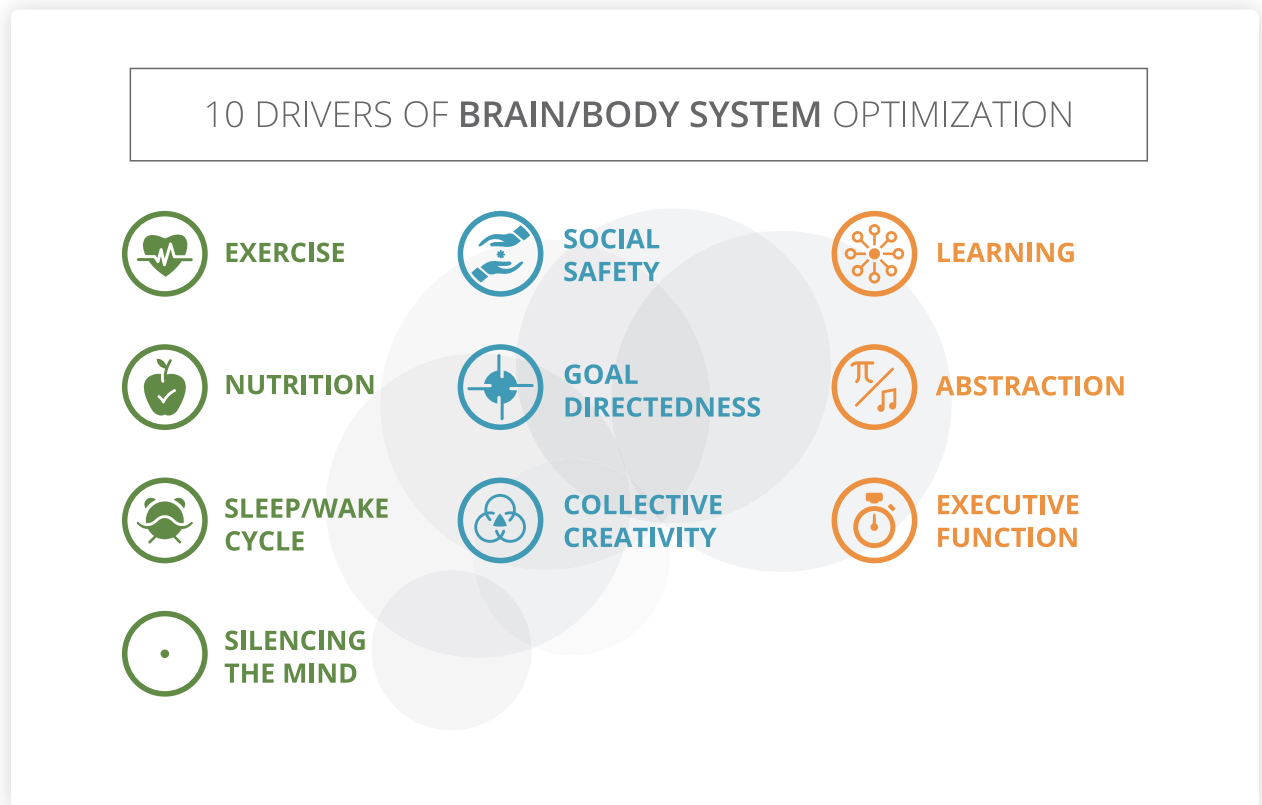 10 DRIVERS OF BRAIN/BODY SYSTEM OPTIMIZATION
EXERCISE
NUTRITION
SLEEP/WAKE
CYCLE
SILENCING
THE MIND
SOCIAL
SAFETY
GOAL
DIRECTEDNESS
COLLECTIVE
CREATIVITY
LEARNING
π
ABSTRACTION
EXECUTIVE
FUNCTION